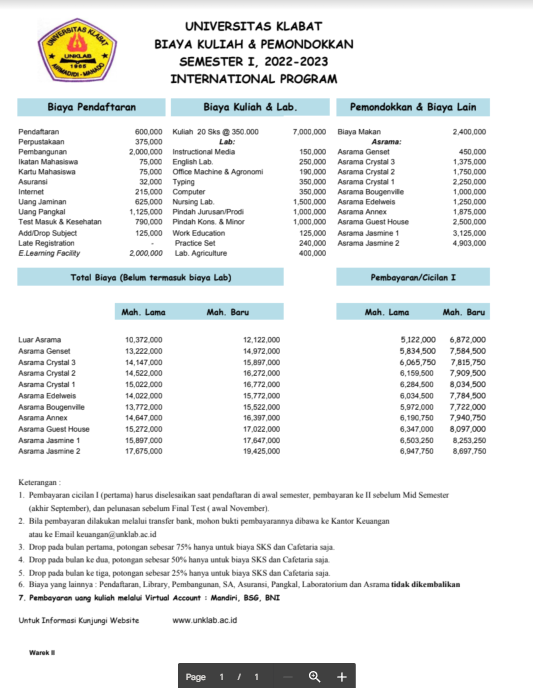 UNIVERSITAS KLABAT
BIAYA KULIAH & PEMONDOKKAN
SEMESTER I, 2022-2023
INTERNATIONAL PROGRAM
UNIVERSITAS KLABAT
UNKLAB
1965
AIRMADIDI - MANADO
Biaya Pendaftaran
Pendaftaran 600,000
Perpustakaan 375,000
Pembangunan 2,000,000
Ikatan Mahasiswa 75,000
Kartu Mahasiswa 75,000
Asuransi 32,000
Internet 215,000
Uang Jaminan 625,000
Uang Pangkal 1,125,000
Test Masuk & Kesehatan 790,000
Add/Drop Subject 125,000
Late Registration -
E.Learning Facility 2,000,000
Biaya Kuliah & Lab.
Kuliah 20 Sks @ 350.000 7,000,000
Lab:
Instructional Media 150,000
English Lab. 250,000
Office Machine & Agronomi 190,000
Typing 350,000
Computer 350,000
Nursing Lab. 1,500,000
Pindah Jurusan/Prodi 1,000,000
Pindah Kons. & Minor 1,000,000
Work Education 125,000
Practice Set 240,000
Lab. Agriculture 400,000
Pemondokkan & Biaya Lain
Biaya Makan 2,400,000
Asrama:
Asrama Genset 450,000
Asrama Crystal 3 1,375,000
Asrama Crystal 2 1,750,000
Asrama Crystal 1 2,250,000
Asrama Bougenville 1,000,000
Asrama Edelweis 1,250,000
Asrama Annex 1,875,000
Asrama Guest House 2,500,000
Asrama Jasmine 1 3,125,000
Asrama Jasmine 2 4,903,000
Total Biaya (Belum termasuk biaya Lab) Pembayaran/Cicilan I
Mah. Lama Mah. Baru Mah. Lama Mah. Baru
Luar Asrama 10,372,000 12,122,000 5,122,000 6,872,000
Asrama Genset 13,222,000 14,972,000 5,834,500 7,584,500
Asrama Crystal 3 14,147,000 15,897,000 6,065,750 7,815,750
Asrama Crystal 2 14,522,000 16,272,000 6,159,500 7,909,500
Asrama Crystal 1 15,022,000 16,772,000 6,284,500 8,034,500
Asrama Edelweis 14,022,000 15,772,000 6,034,500 7,784,500
Asrama Bougenville 13,772,000 15,522,000 5,972,000 7,722,000
Asrama Annex 14,647,000 16,397,000 6,190,750 7,940,750
Asrama Guest House 15,272,000 17,022,000 6,347,000 8,097,000
Asrama Jasmine 1 15,897,000 17,647,000 6,503,250 8,253,250
Asrama Jasmine 2 17,675,000 19,425,000 6,947,750 8,697,750
Keterangan :
1. Pembayaran cicilan I (pertama) harus diselesaikan saat pendaftaran di awal semester, pembayaran ke II sebelum Mid Semester
(akhir September), dan pelunasan sebelum Final Test ( awal November).
2. Bila pembayaran dilakukan melalui transfer bank, mohon bukti pembayarannya dibawa ke Kantor Keuangan
atau ke Email keuangan@unklab.ac.id
3. Drop pada bulan pertama, potongan sebesar 75% hanya untuk biaya SKS dan Cafetaria saja.
4. Drop pada bulan ke dua, potongan sebesar 50% hanya untuk biaya SKS dan Cafetaria saja.
5. Drop pada bulan ke tiga, potongan sebesar 25% hanya untuk biaya SKS dan Cafetaria saja.
6. Biaya yang lainnya : Pendaftaran, Library, Pembangunan, SA, Asuransi, Pangkal, Laboratorium dan Asrama tidak dikembalikan
7. Pembayaran uang kuliah melalui Virtual Account : Mandiri, BSG, BNI
Untuk Informasi Kunjungi Website www.unklab.ac.id
Warek II
Page 1 / 1